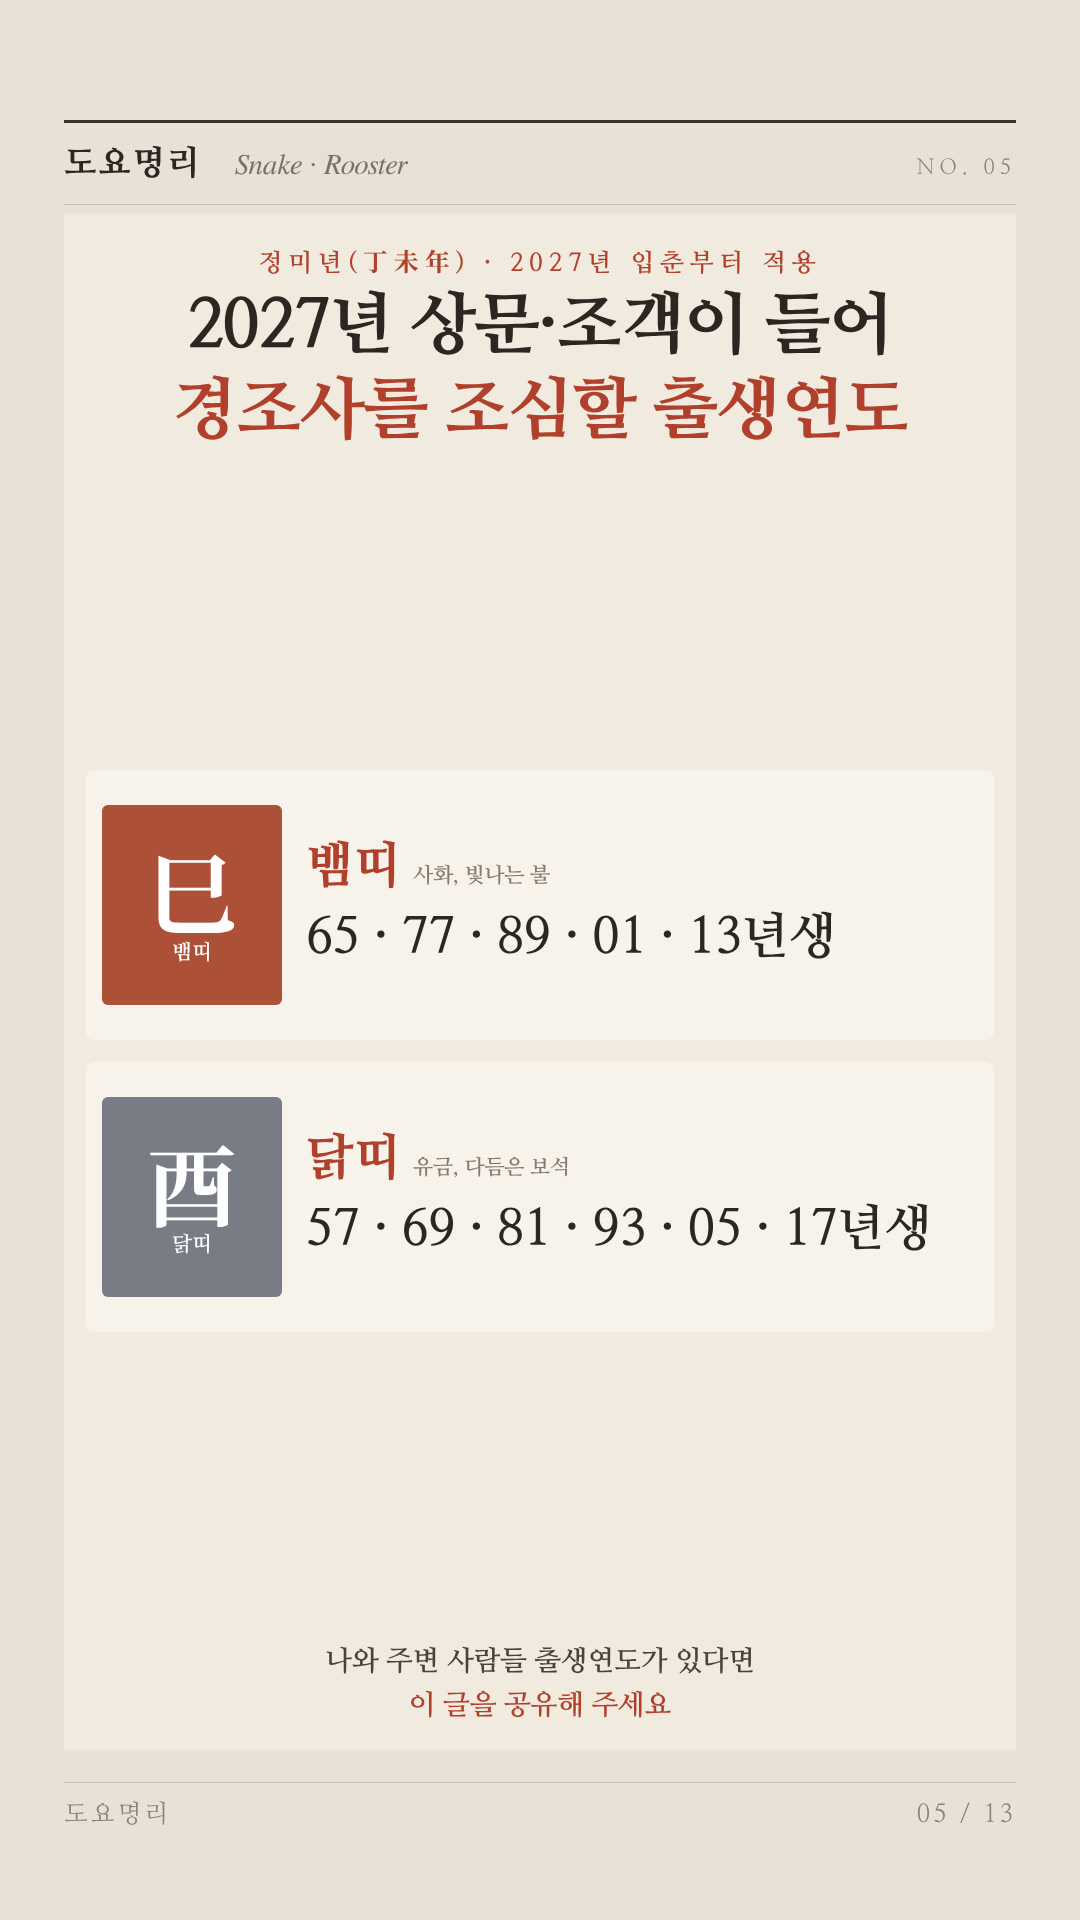 도요명리 Snake · Rooster NO. 05
정미년(丁未年) · 2027년 입춘부터 적용
2027년 상문·조객이 들어
경조사를 조심할 출생연도
巳
뱀띠
뱀띠 사화, 빛나는 불
65 · 77 · 89 · 01 · 13년생
酉
닭띠
닭띠 유금, 다듬은 보석
57 · 69 · 81 · 93 · 05 · 17년생
나와 주변 사람들 출생연도가 있다면
이 글을 공유해 주세요
도요명리 05 / 13